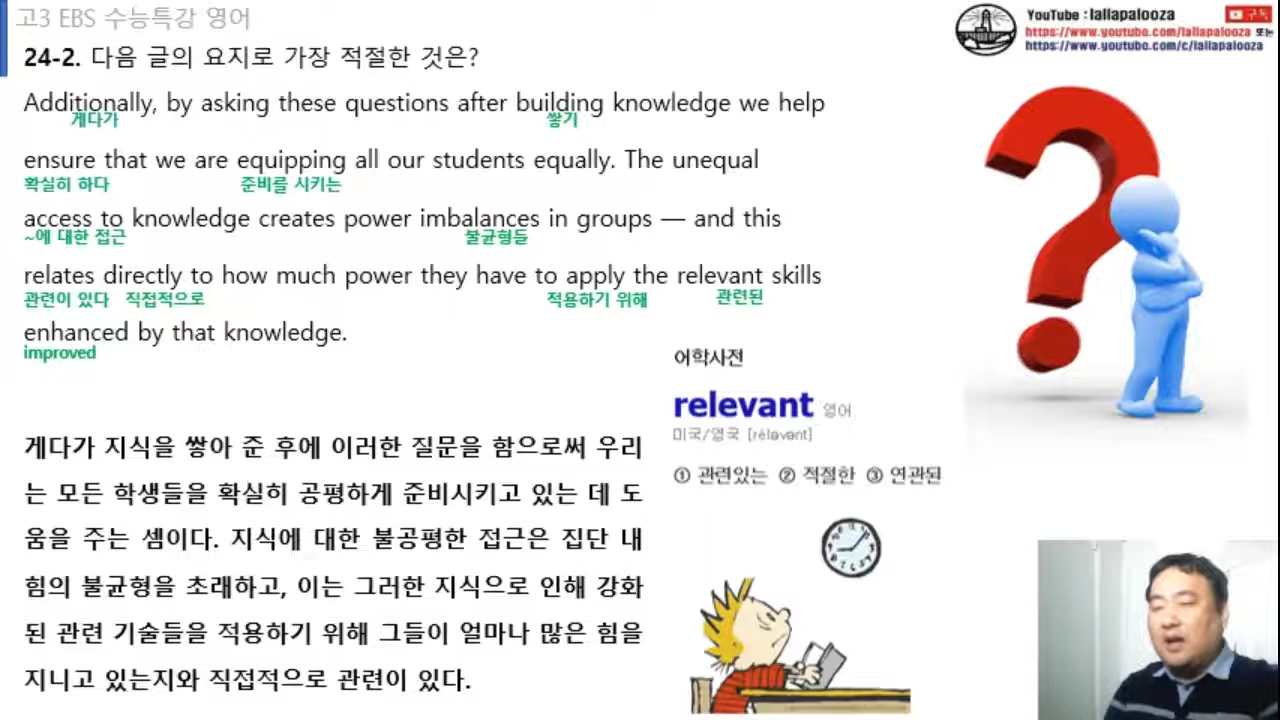 고3 EBS 수능특강 영어
24-2. 다음 글의 요지로 가장 적절한 것은?
Additionally, by asking these questions after building knowledge we help
게다가 쌓기
ensure that we are equipping all our students equally. The unequal
확실히 하다 준비를 시키는
access to knowledge creates power imbalances in groups — and this
~에 대한 접근 불균형들
relates directly to how much power they have to apply the relevant skills
관련이 있다 직접적으로 적용하기 위해 관련된
enhanced by that knowledge.
improved
게다가 지식을 쌓아 준 후에 이러한 질문을 함으로써 우리
는 모든 학생들을 확실히 공평하게 준비시키고 있는 데 도
움을 주는 셈이다. 지식에 대한 불공평한 접근은 집단 내
힘의 불균형을 초래하고, 이는 그러한 지식으로 인해 강화
된 관련 기술들을 적용하기 위해 그들이 얼마나 많은 힘을
지니고 있는지와 직접적으로 관련이 있다.
어학사전
relevant 영어
미국/영국 [réləvənt]
① 관련있는 ② 적절한 ③ 연관된
YouTube : lallapalooza 구독
https://www.youtube.com/lallapalooza 또는
https://www.youtube.com/c/lallapalooza